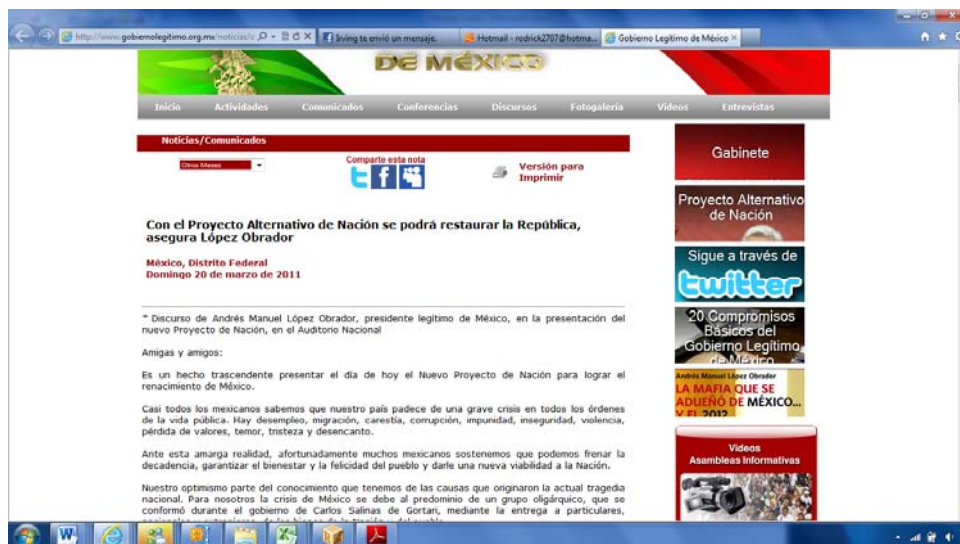 http://www.gobiernolegitimo.org.mx/noticias/c
Irving te envió un mensaje.
Hotmail - rodrick2707@hotma...
Gobierno Legítimo de México
DE MÉXICO
Inicio Actividades Comunicados Conferencias Discursos Fotogalería Videos Entrevistas
Noticias/Comunicados
Otros Meses
Comparte esta nota
Versión para
Imprimir
Con el Proyecto Alternativo de Nación se podrá restaurar la República,
asegura López Obrador
México, Distrito Federal
Domingo 20 de marzo de 2011
* Discurso de Andrés Manuel López Obrador, presidente legítimo de México, en la presentación del
nuevo Proyecto de Nación, en el Auditorio Nacional
Amigas y amigos:
Es un hecho trascendente presentar el día de hoy el Nuevo Proyecto de Nación para lograr el
renacimiento de México.
Casi todos los mexicanos sabemos que nuestro país padece de una grave crisis en todos los órdenes
de la vida pública. Hay desempleo, migración, carestía, corrupción, impunidad, inseguridad, violencia,
pérdida de valores, temor, tristeza y desencanto.
Ante esta amarga realidad, afortunadamente muchos mexicanos sostenemos que podemos frenar la
decadencia, garantizar el bienestar y la felicidad del pueblo y darle una nueva viabilidad a la Nación.
Nuestro optimismo parte del conocimiento que tenemos de las causas que originaron la actual tragedia
nacional. Para nosotros la crisis de México se debe al predominio de un grupo oligárquico, que se
conformó durante el gobierno de Carlos Salinas de Gortari, mediante la entrega a particulares,
Gabinete
Proyecto Alternativo
de Nación
Sigue a través de
twitter
20 Compromisos
Básicos del
Gobierno Legítimo
de México
Andrés Manuel López Obrador
LA MAFIA QUE SE
ADUEÑÓ DE MÉXICO...
Y EL 2012
Videos
Asambleas Informativas